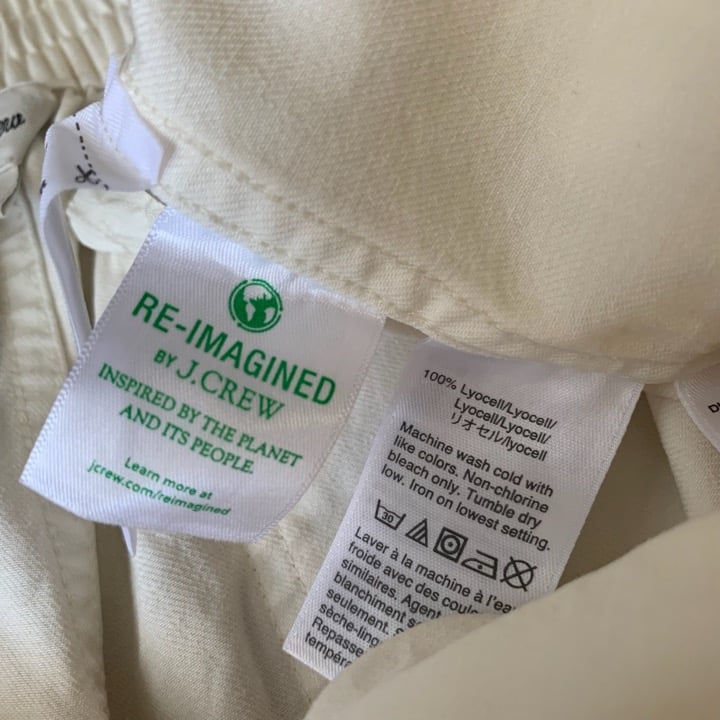 RE-IMAGINED
BY J.CREW
INSPIRED BY THE PLANET
AND ITS PEOPLE.
Learn more at
jcrew.com/reimagined
100% Lyocell/Lyocell/
Lyocell/Lyocell/
リオセル/lyocell
Machine wash cold with
like colors. Non-chlorine
bleach only. Tumble dry
low. Iron on lowest setting.
30
Laver à la machine à l'eau
froide avec des
similaires. Agent
blanchiment
seulement.
Repasse